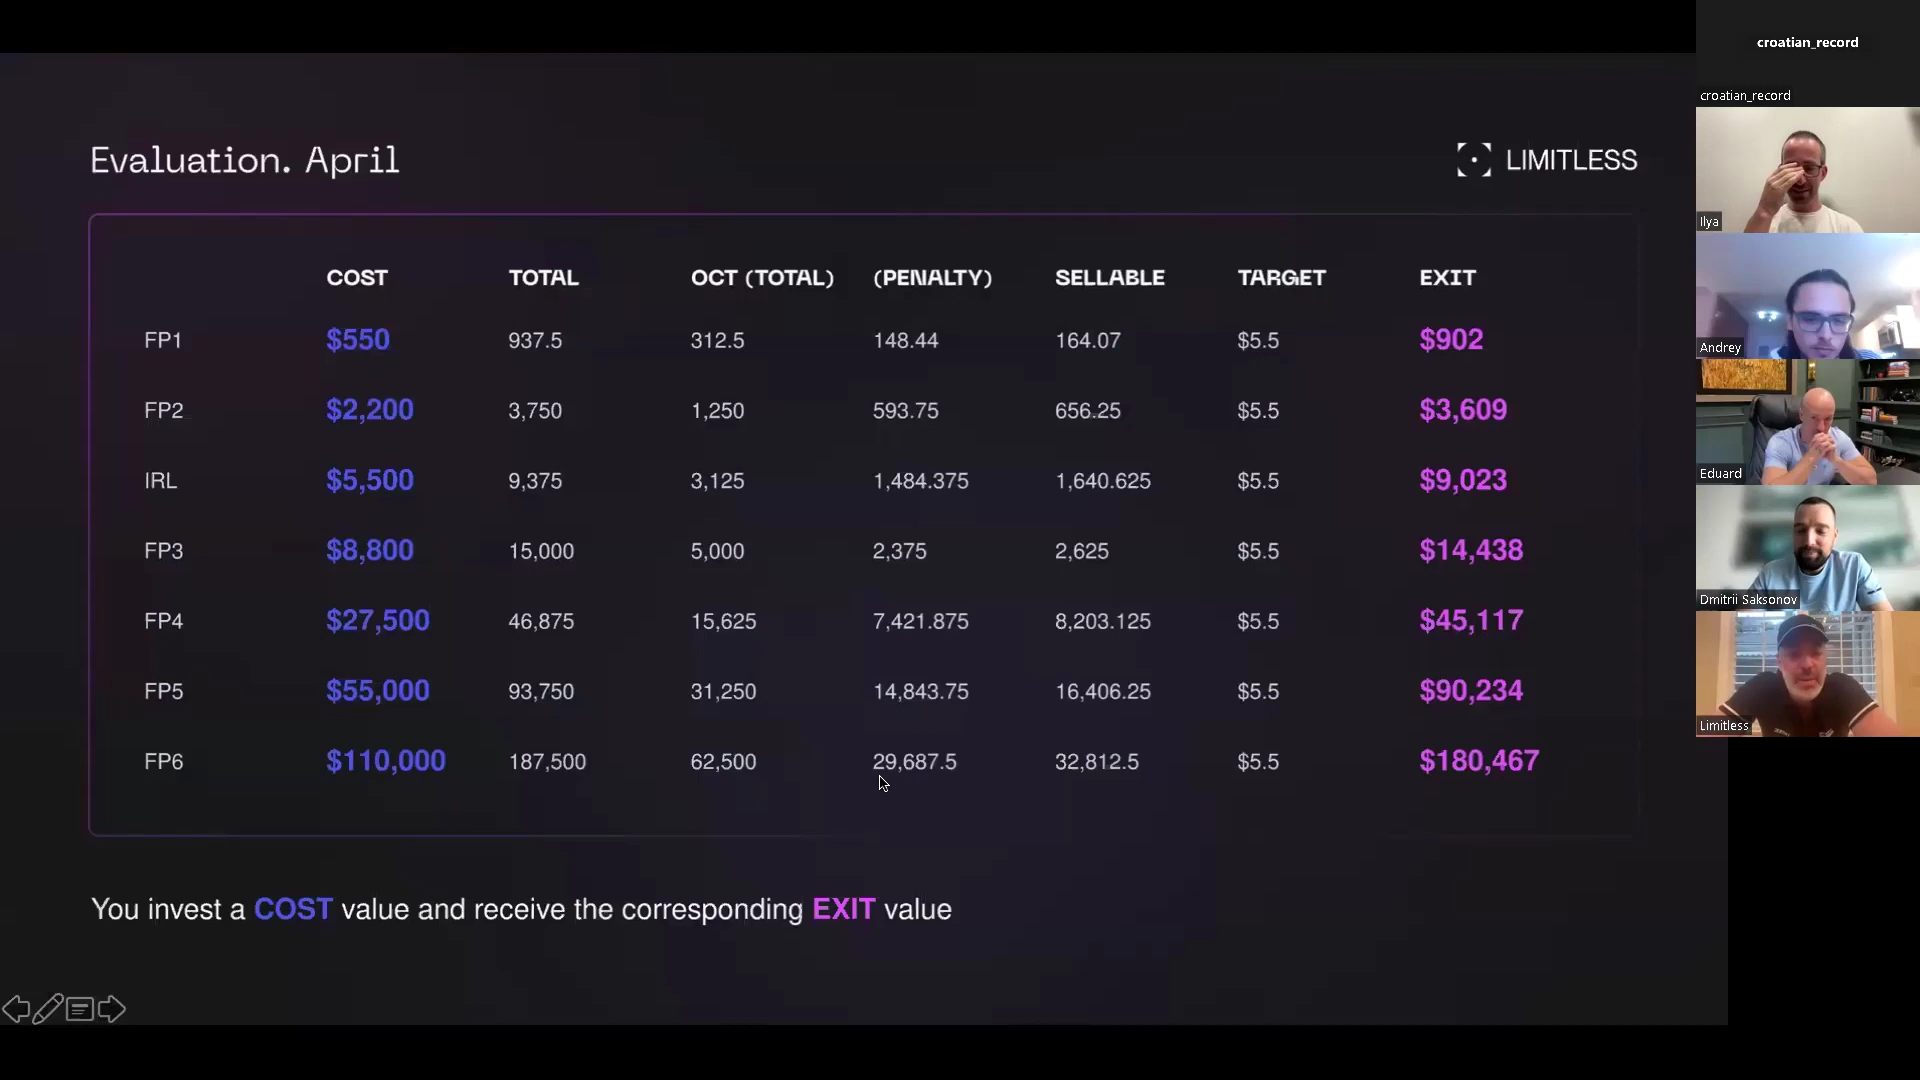 Evaluation. April
LIMITLESS
COST TOTAL OCT (TOTAL) (PENALTY) SELLABLE TARGET EXIT
FP1 $550 937.5 312.5 148.44 164.07 $5.5 $902
FP2 $2,200 3,750 1,250 593.75 656.25 $5.5 $3,609
IRL $5,500 9,375 3,125 1,484.375 1,640.625 $5.5 $9,023
FP3 $8,800 15,000 5,000 2,375 2,625 $5.5 $14,438
FP4 $27,500 46,875 15,625 7,421.875 8,203.125 $5.5 $45,117
FP5 $55,000 93,750 31,250 14,843.75 16,406.25 $5.5 $90,234
FP6 $110,000 187,500 62,500 29,687.5 32,812.5 $5.5 $180,467
You invest a COST value and receive the corresponding EXIT value
croatian_record
croatian_record
Ilya
Andrey
Eduard
Dmitrii Saksonov
Limitless